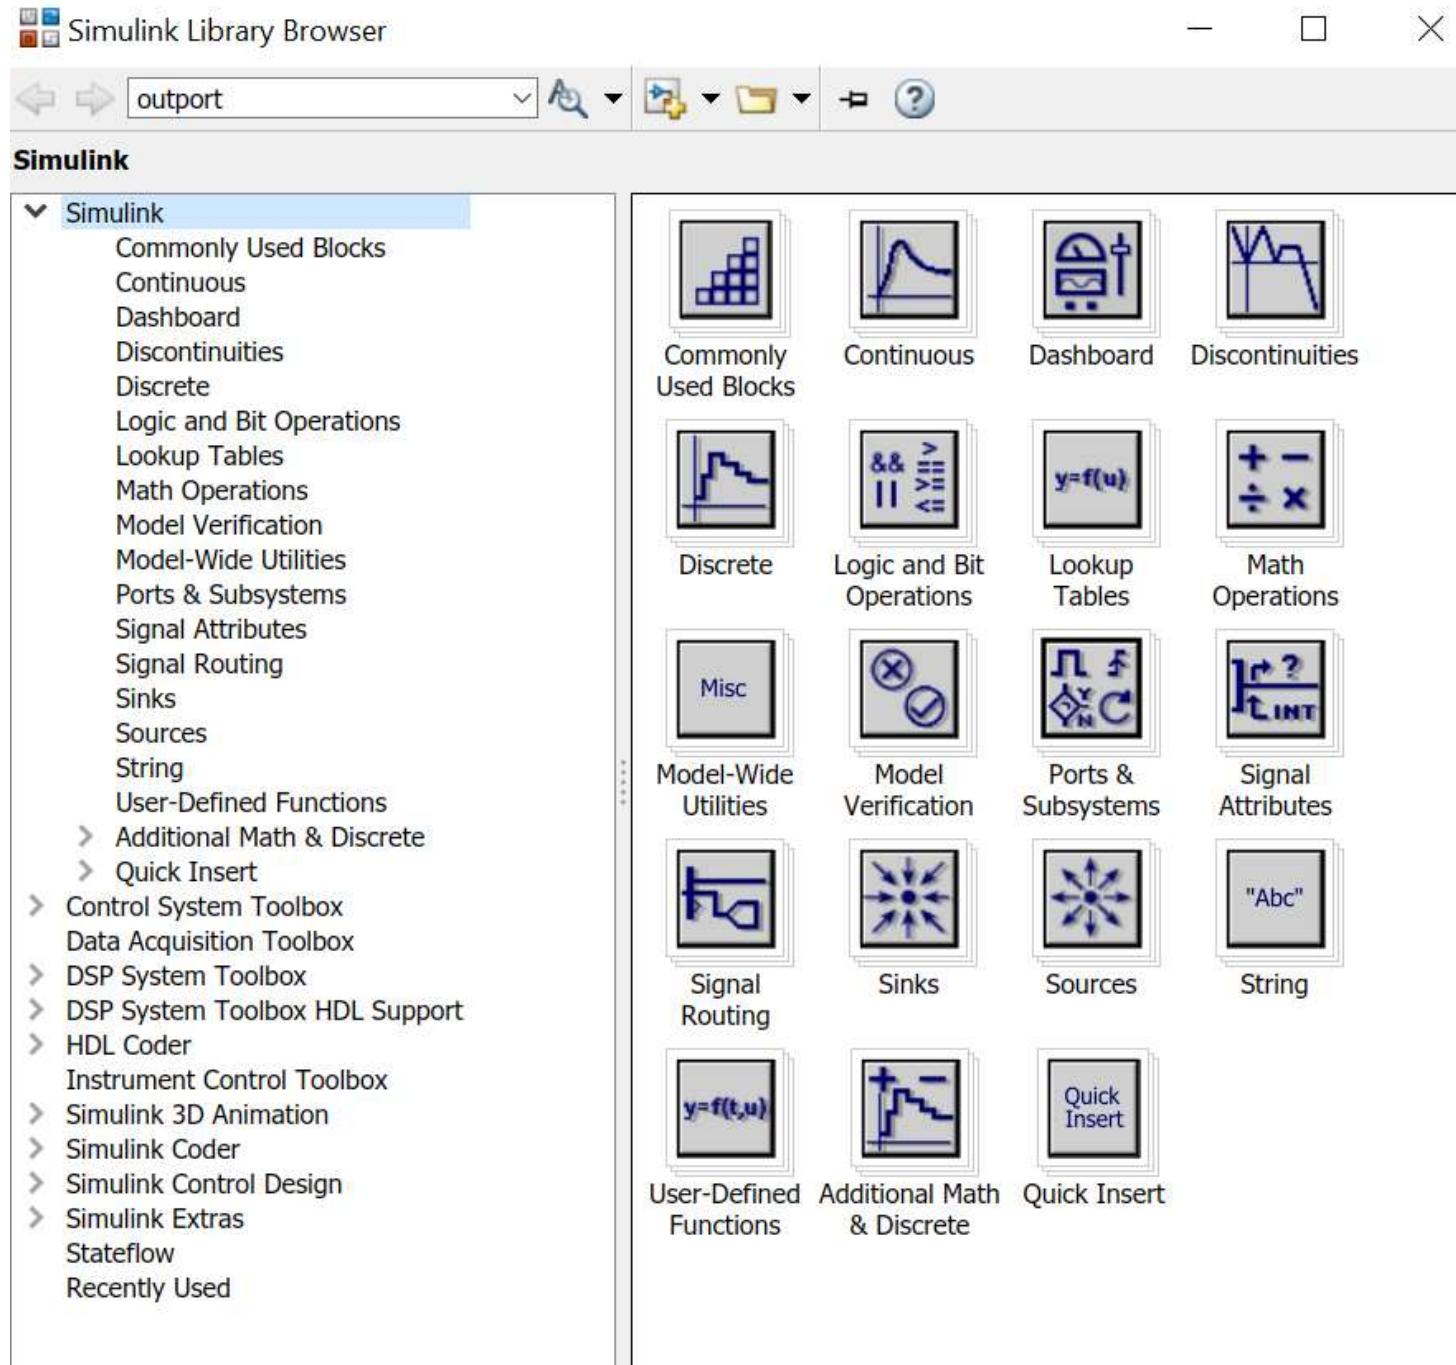 Simulink Library Browser
outport
Simulink
Simulink
Commonly Used Blocks
Continuous
Dashboard
Discontinuities
Discrete
Logic and Bit Operations
Lookup Tables
Math Operations
Model Verification
Model-Wide Utilities
Ports & Subsystems
Signal Attributes
Signal Routing
Sinks
Sources
String
User-Defined Functions
Additional Math & Discrete
Quick Insert
Control System Toolbox
Data Acquisition Toolbox
DSP System Toolbox
DSP System Toolbox HDL Support
HDL Coder
Instrument Control Toolbox
Simulink 3D Animation
Simulink Coder
Simulink Control Design
Simulink Extras
Stateflow
Recently Used
Commonly
Used Blocks
Continuous
Dashboard
Discontinuities
&& >
== 
|| >=
<=
y=f(u)
+ −
÷ ×
Discrete
Logic and Bit
Operations
Lookup
Tables
Math
Operations
Misc
Y
N
?
INT
Model-Wide
Utilities
Model
Verification
Ports &
Subsystems
Signal
Attributes
"Abc"
Signal
Routing
Sinks
Sources
String
y=f(t,u)
+ −
Quick
Insert
User-Defined
Functions
Additional Math
& Discrete
Quick Insert